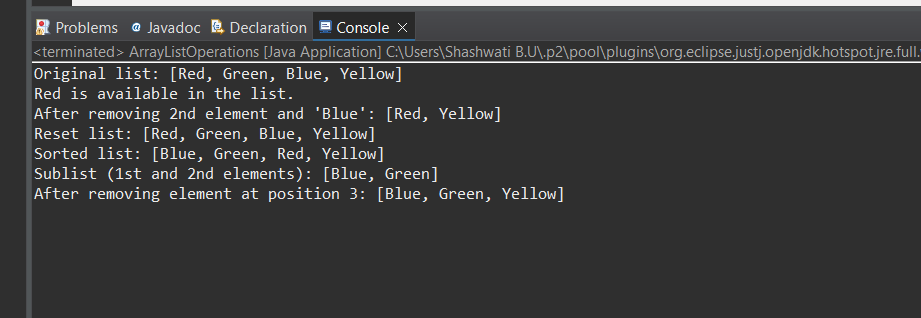 Problems @ Javadoc Declaration Console
<terminated> ArrayListOperations [Java Application] C:\Users\Shashwati B.U\.p2\pool\plugins\org.eclipse.justj.openjdk.hotspot.jre.full.
Original list: [Red, Green, Blue, Yellow]
Red is available in the list.
After removing 2nd element and 'Blue': [Red, Yellow]
Reset list: [Red, Green, Blue, Yellow]
Sorted list: [Blue, Green, Red, Yellow]
Sublist (1st and 2nd elements): [Blue, Green]
After removing element at position 3: [Blue, Green, Yellow]